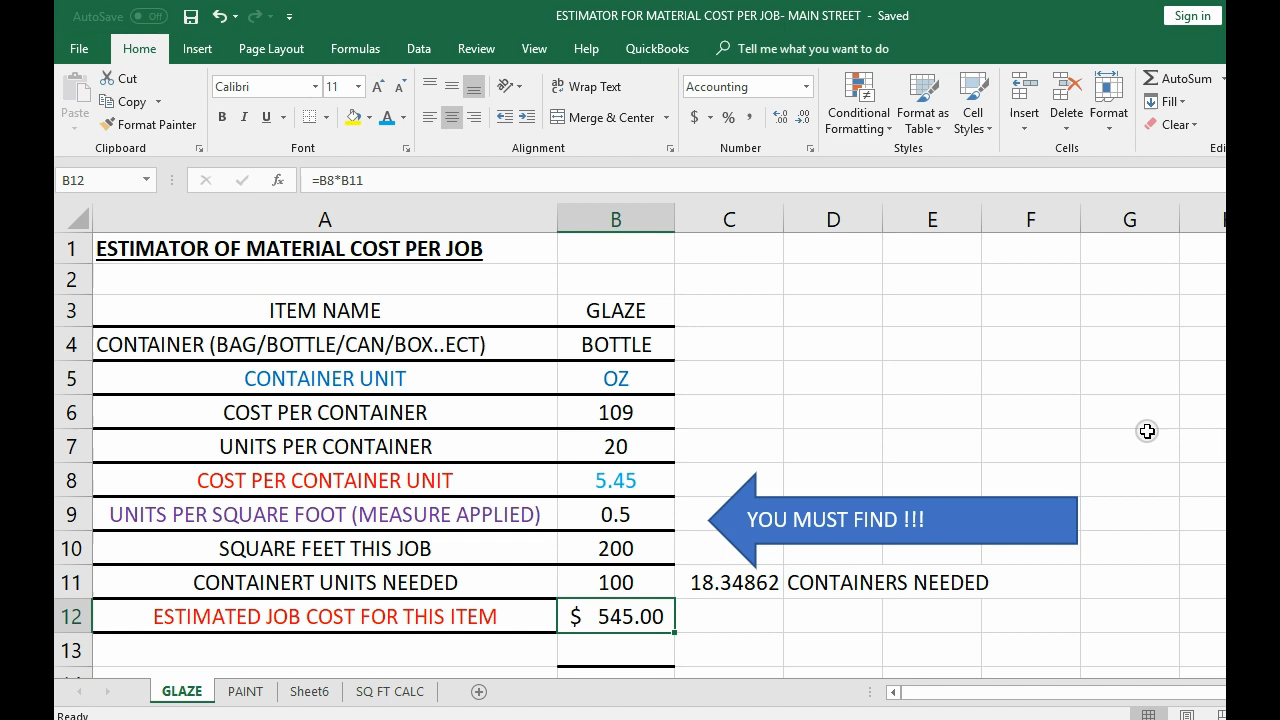 AutoSave Off
ESTIMATOR FOR MATERIAL COST PER JOB- MAIN STREET - Saved
Sign in
File Home Insert Page Layout Formulas Data Review View Help QuickBooks Tell me what you want to do
Cut
Copy
Format Painter
Paste
Clipboard
Calibri 11
B I U
Font
Wrap Text
Merge & Center
Alignment
Accounting
$ % ,
Number
Conditional Formatting
Format as Table
Cell Styles
Styles
Insert Delete Format
Cells
AutoSum
Fill
Clear
Edi
B12 fx =B8*B11
A B C D E F G
1 ESTIMATOR OF MATERIAL COST PER JOB
2
3 ITEM NAME GLAZE
4 CONTAINER (BAG/BOTTLE/CAN/BOX..ECT) BOTTLE
5 CONTAINER UNIT OZ
6 COST PER CONTAINER 109
7 UNITS PER CONTAINER 20
8 COST PER CONTAINER UNIT 5.45
9 UNITS PER SQUARE FOOT (MEASURE APPLIED) 0.5 YOU MUST FIND !!!
10 SQUARE FEET THIS JOB 200
11 CONTAINERT UNITS NEEDED 100 18.34862 CONTAINERS NEEDED
12 ESTIMATED JOB COST FOR THIS ITEM $ 545.00
13
GLAZE PAINT Sheet6 SQ FT CALC
Ready